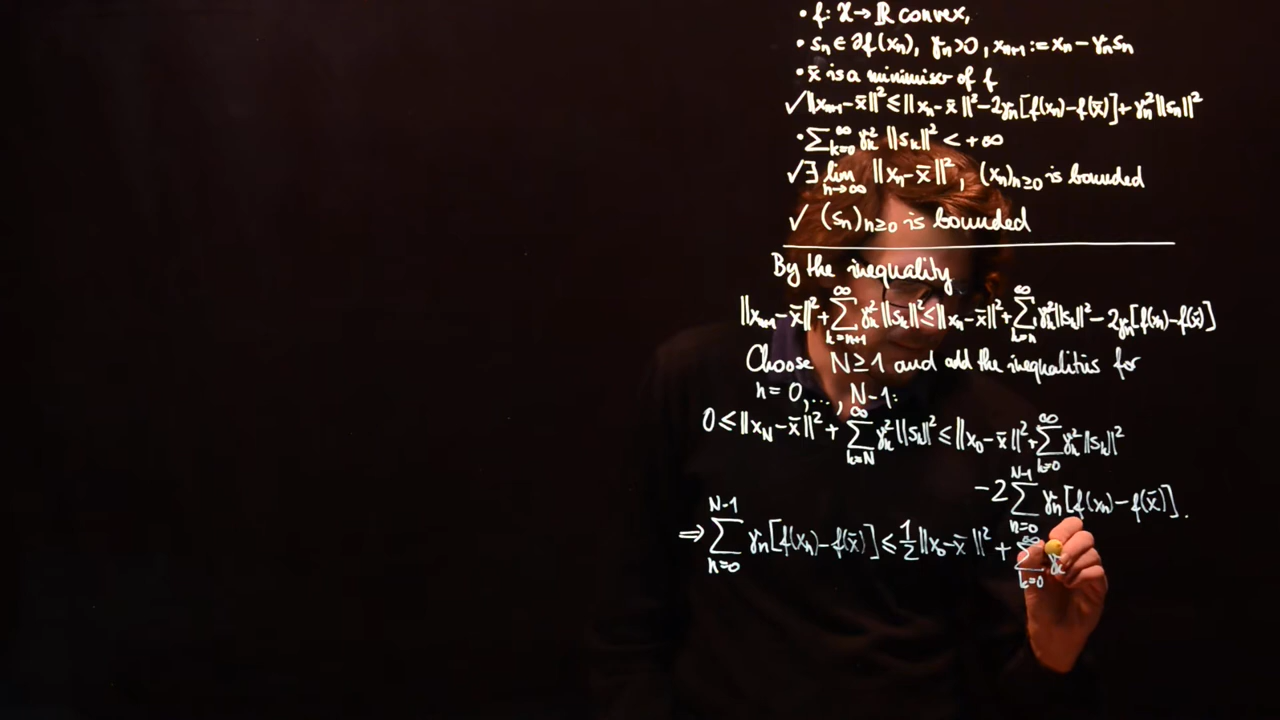 • f: X → ℝ convex,
• sₙ ∈ ∂f(xₙ), γₙ > 0, xₙ₊₁ := xₙ − γₙsₙ
• x̄ is a minimiser of f
✓ ‖xₙ₊₁ − x̄‖² ≤ ‖xₙ − x̄‖² − 2γₙ[f(xₙ) − f(x̄)] + γₙ²‖sₙ‖²
• ∑_{k=0}^{∞} γₖ² ‖sₖ‖² < +∞
✓ ∃ lim_{n→∞} ‖xₙ − x̄‖², (xₙ)ₙ≥₀ is bounded
✓ (sₙ)ₙ≥₀ is bounded
By the inequality
‖xₙ₊₁ − x̄‖² + ∑_{k=n+1}^{∞} γₖ²‖sₖ‖² ≤ ‖xₙ − x̄‖² + ∑_{k=n}^{∞} γₖ²‖sₖ‖² − 2γₙ[f(xₙ) − f(x̄)]
Choose N ≥ 1 and add the inequalities for
n = 0, ..., N−1:
0 ≤ ‖x_N − x̄‖² + ∑_{k=N}^{∞} γₖ²‖sₖ‖² ≤ ‖x₀ − x̄‖² + ∑_{k=0}^{∞} γₖ²‖sₖ‖²
− 2 ∑_{n=0}^{N−1} γₙ[f(xₙ) − f(x̄)].
⇒ ∑_{n=0}^{N−1} γₙ[f(xₙ) − f(x̄)] ≤ ½‖x₀ − x̄‖² + ∑_{k=0}^{∞} γₖ